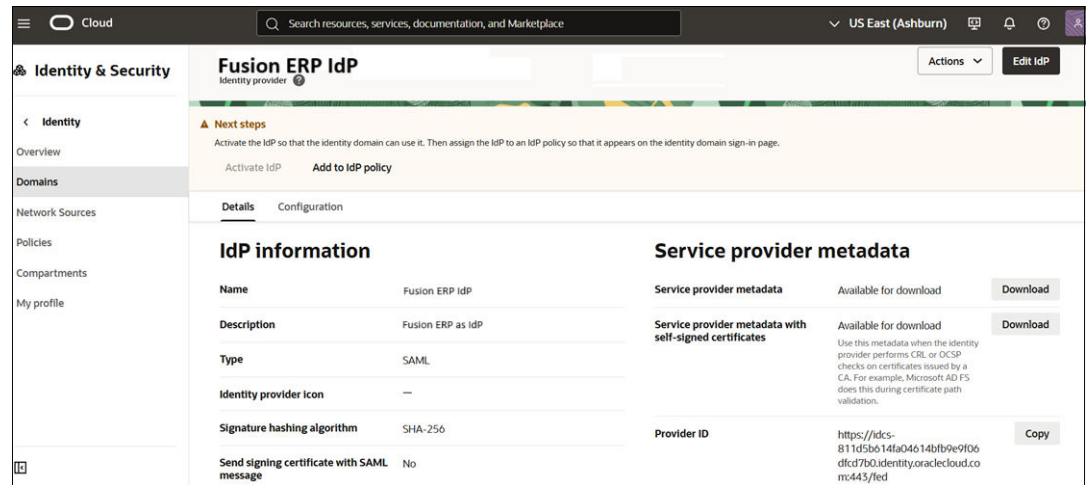 Cloud
Search resources, services, documentation, and Marketplace
US East (Ashburn)
Identity & Security
Identity
Overview
Domains
Network Sources
Policies
Compartments
My profile
Fusion ERP IdP
Identity provider
Actions
Edit IdP
Next steps
Activate the IdP so that the identity domain can use it. Then assign the IdP to an IdP policy so that it appears on the identity domain sign-in page.
Activate IdP
Add to IdP policy
Details
Configuration
IdP information
Name
Fusion ERP IdP
Description
Fusion ERP as IdP
Type
SAML
Identity provider icon
—
Signature hashing algorithm
SHA-256
Send signing certificate with SAML
message
No
Service provider metadata
Service provider metadata
Available for download
Download
Service provider metadata with
self-signed certificates
Available for download
Download
Use this metadata when the identity
provider performs CRL or OCSP
checks on certificates issued by a
CA. For example, Microsoft AD FS
does this during certificate path
validation.
Provider ID
https://idcs-
811d5b614fa04614bfb9e9f06
dfcd7b0.identity.oraclecloud.co
m:443/fed
Copy